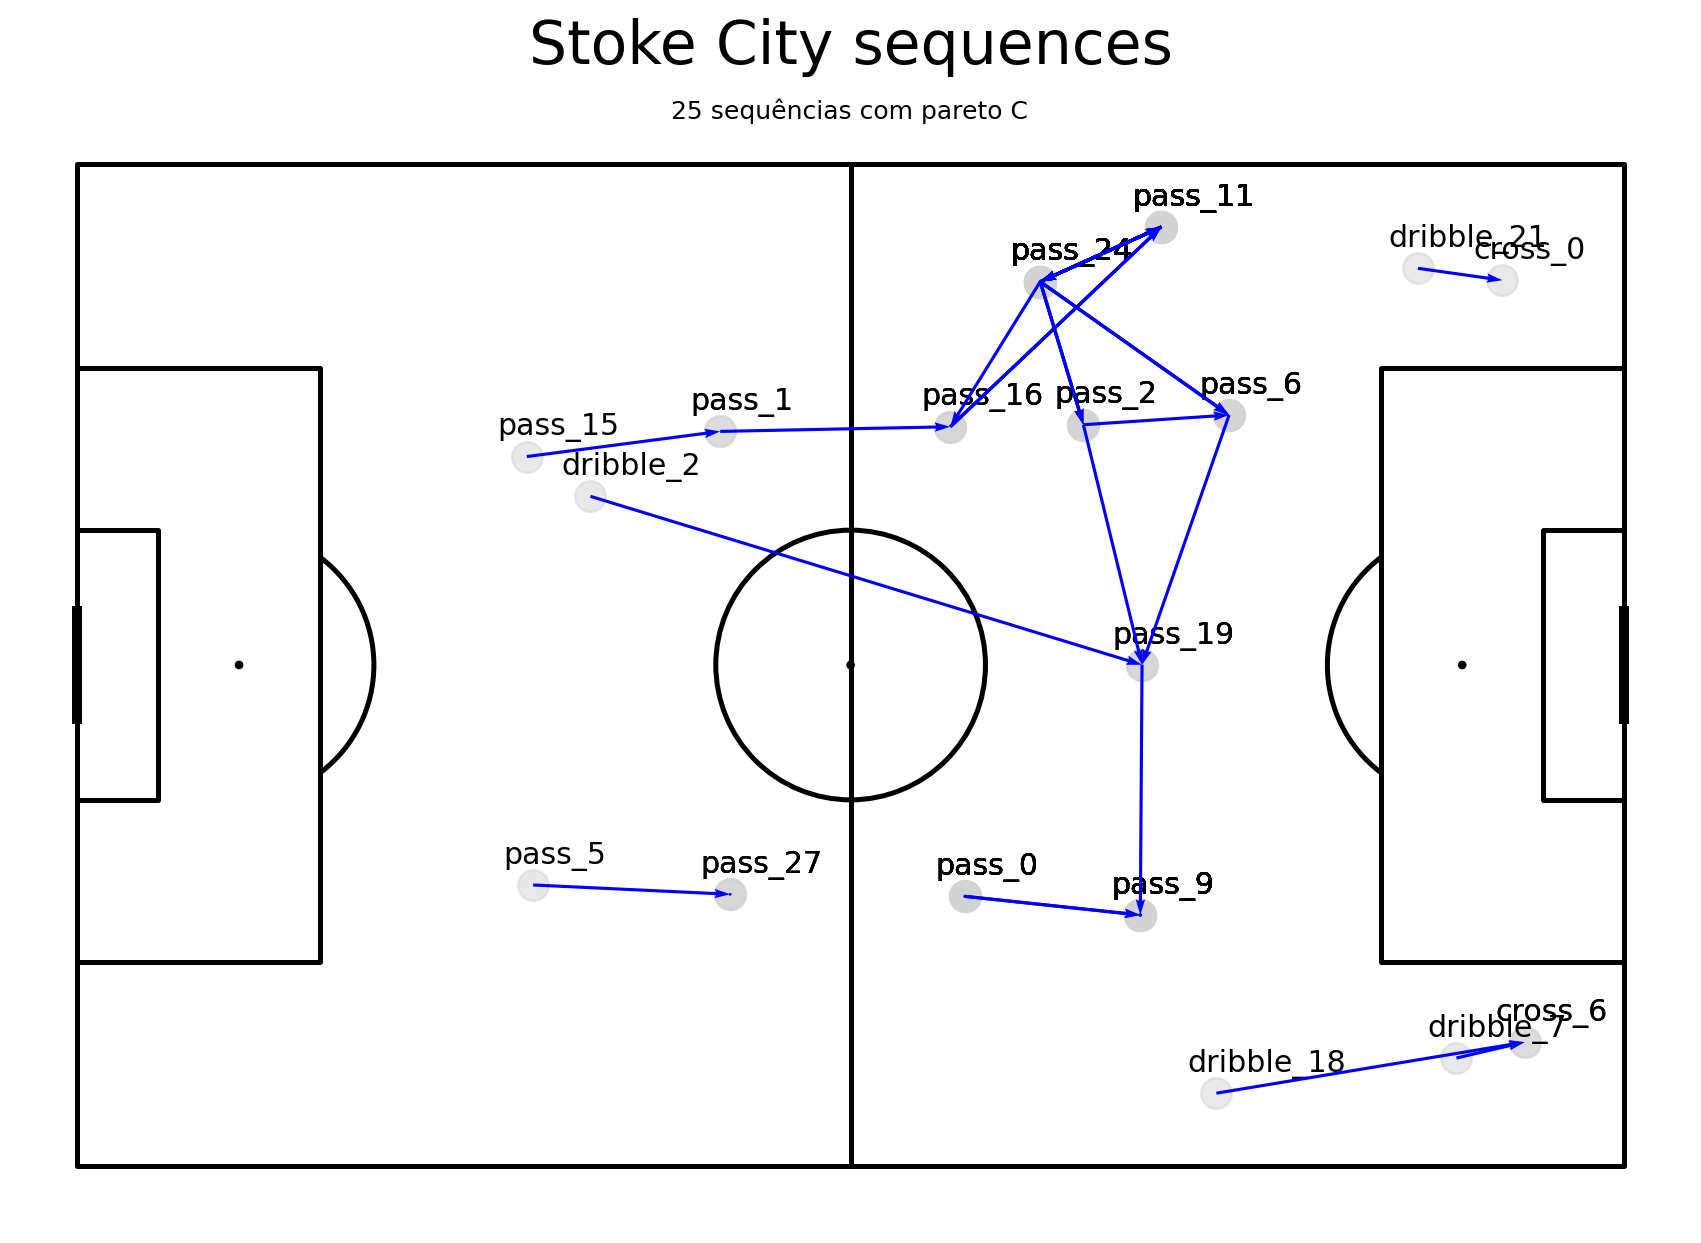 Stoke City sequences
25 sequências com pareto C
pass_11
pass_24
dribble_21
cross_0
pass_6
pass_2
pass_16
pass_1
pass_15
dribble_2
pass_19
pass_5
pass_27
pass_0
pass_9
cross_6
dribble_7
dribble_18